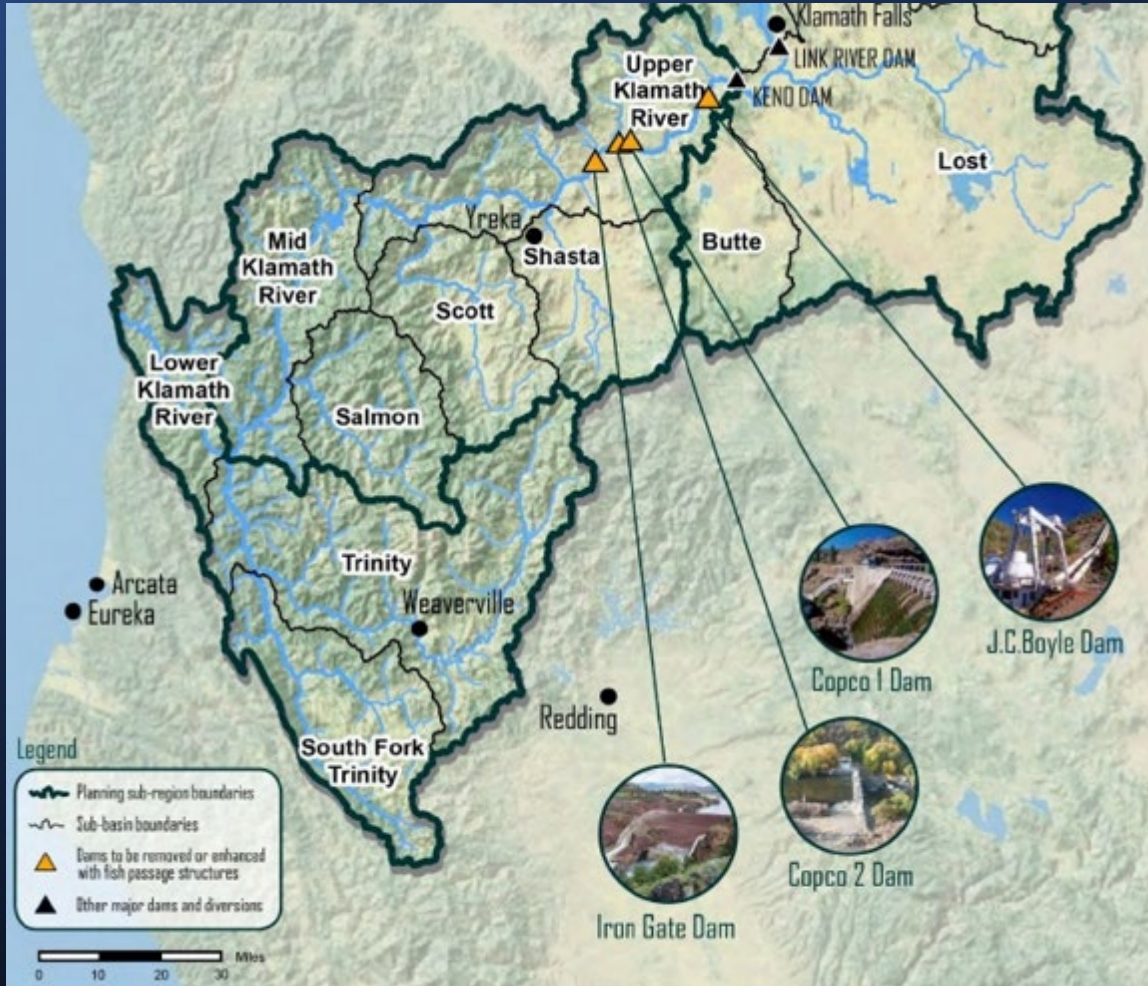 Klamath Falls
LINK RIVER DAM
KENO DAM
Upper
Klamath
River
Lost
Yreka
Shasta
Butte
Mid
Klamath
River
Scott
Lower
Klamath
River
Salmon
Trinity
Arcata
Eureka
Weaverville
Redding
South Fork
Trinity
J.C.Boyle Dam
Copco 1 Dam
Copco 2 Dam
Iron Gate Dam
Legend
Planning sub-region boundaries
Sub-basin boundaries
Dams to be removed or enhanced
with fish passage structures
Other major dams and diversions
Miles
0 10 20 30